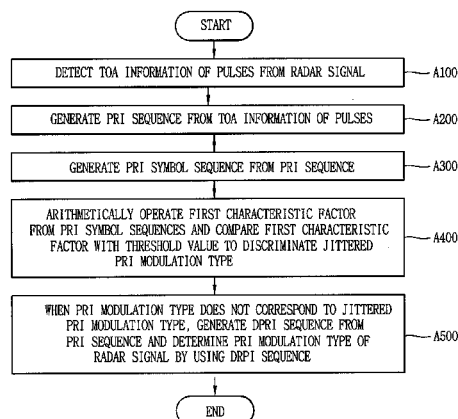 START
DETECT TOA INFORMATION OF PULSES FROM RADAR SIGNAL
A100
GENERATE PRI SEQUENCE FROM TOA INFORMATION OF PULSES
A200
GENERATE PRI SYMBOL SEQUENCE FROM PRI SEQUENCE
A300
ARITHMETICALLY OPERATE FIRST CHARACTERISTIC FACTOR
FROM PRI SYMBOL SEQUENCES AND COMPARE FIRST CHARACTERISTIC
FACTOR WITH THRESHOLD VALUE TO DISCRIMINATE JITTERED
PRI MODULATION TYPE
A400
WHEN PRI MODULATION TYPE DOES NOT CORRESPOND TO JITTERED
PRI MODULATION TYPE, GENERATE DPRI SEQUENCE FROM
PRI SEQUENCE AND DETERMINE PRI MODULATION TYPE OF
RADAR SIGNAL BY USING DRPI SEQUENCE
A500
END